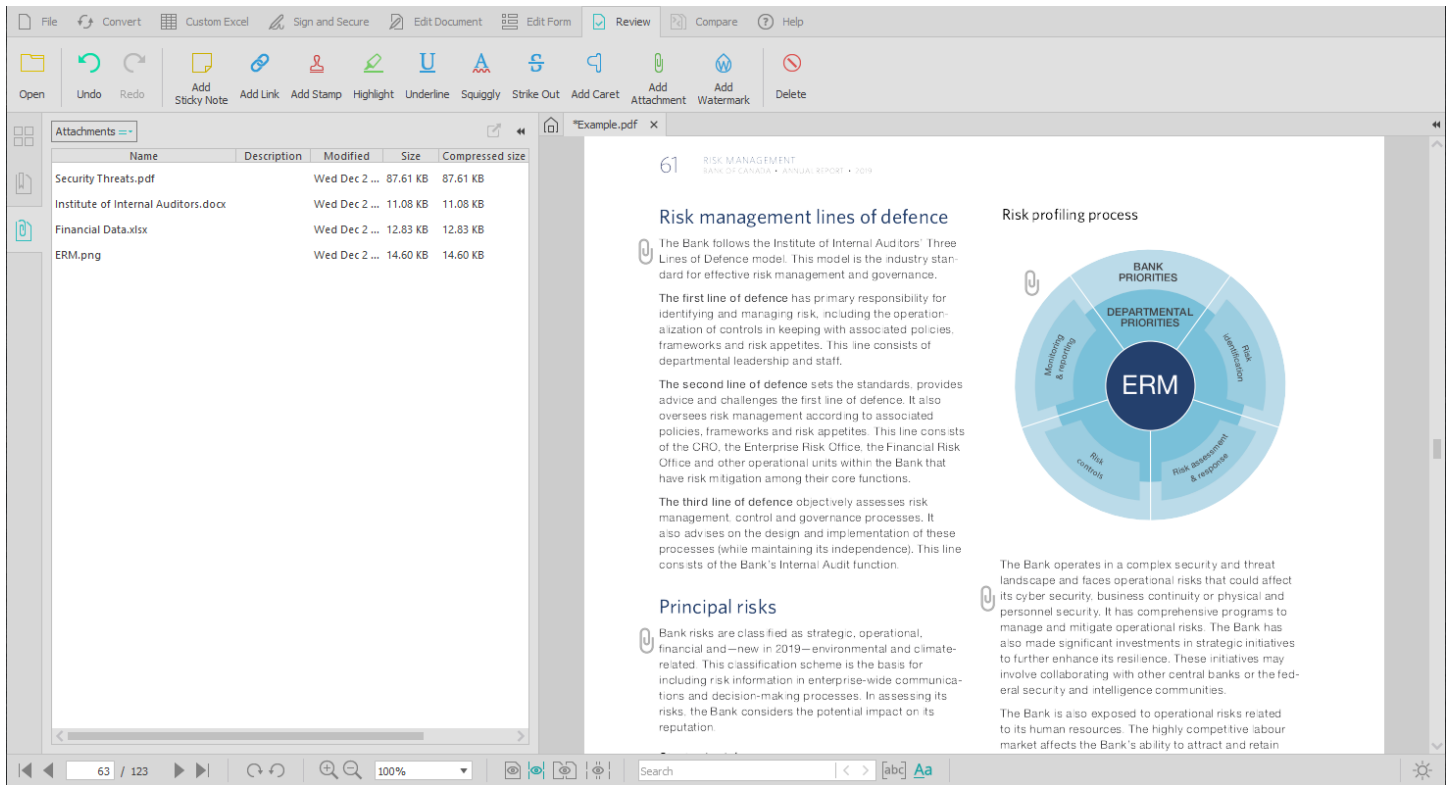 File Convert Custom Excel Sign and Secure Edit Document Edit Form Review Compare Help
Open Undo Redo Add Sticky Note Add Link Add Stamp Highlight Underline Squiggly Strike Out Add Caret Add Attachment Add Watermark Delete
Attachments
*Example.pdf
Name Description Modified Size Compressed size
Security Threats.pdf Wed Dec 2 ... 87.61 KB 87.61 KB
Institute of Internal Auditors.docx Wed Dec 2 ... 11.08 KB 11.08 KB
Financial Data.xlsx Wed Dec 2 ... 12.83 KB 12.83 KB
ERM.png Wed Dec 2 ... 14.60 KB 14.60 KB
61
RISK MANAGEMENT
BANK OF CANADA • ANNUAL REPORT • 2019
Risk management lines of defence
The Bank follows the Institute of Internal Auditors' Three
Lines of Defence model. This model is the industry stan-
dard for effective risk management and governance.
The first line of defence has primary responsibility for
identifying and managing risk, including the operation-
alization of controls in keeping with associated policies,
frameworks and risk appetites. This line consists of
departmental leadership and staff.
The second line of defence sets the standards, provides
advice and challenges the first line of defence. It also
oversees risk management according to associated
policies, frameworks and risk appetites. This line consists
of the CRO, the Enterprise Risk Office, the Financial Risk
Office and other operational units within the Bank that
have risk mitigation among their core functions.
The third line of defence objectively assesses risk
management, control and governance processes. It
also advises on the design and implementation of these
processes (while maintaining its independence). This line
consists of the Bank's Internal Audit function.
Principal risks
Bank risks are classified as strategic, operational,
financial and—new in 2019—environmental and climate-
related. This classification scheme is the basis for
including risk information in enterprise-wide communica-
tions and decision-making processes. In assessing its
risks, the Bank considers the potential impact on its
reputation.
Risk profiling process
BANK
PRIORITIES
DEPARTMENTAL
PRIORITIES
Monitoring
& reporting
Risk
identification
ERM
Risk
controls
Risk assessment
& response
The Bank operates in a complex security and threat
landscape and faces operational risks that could affect
its cyber security, business continuity or physical and
personnel security. It has comprehensive programs to
manage and mitigate operational risks. The Bank has
also made significant investments in strategic initiatives
to further enhance its resilience. These initiatives may
involve collaborating with other central banks or the fed-
eral security and intelligence communities.
The Bank is also exposed to operational risks related
to its human resources. The highly competitive labour
market affects the Bank's ability to attract and retain
63 / 123 100% Search [abc] Aa